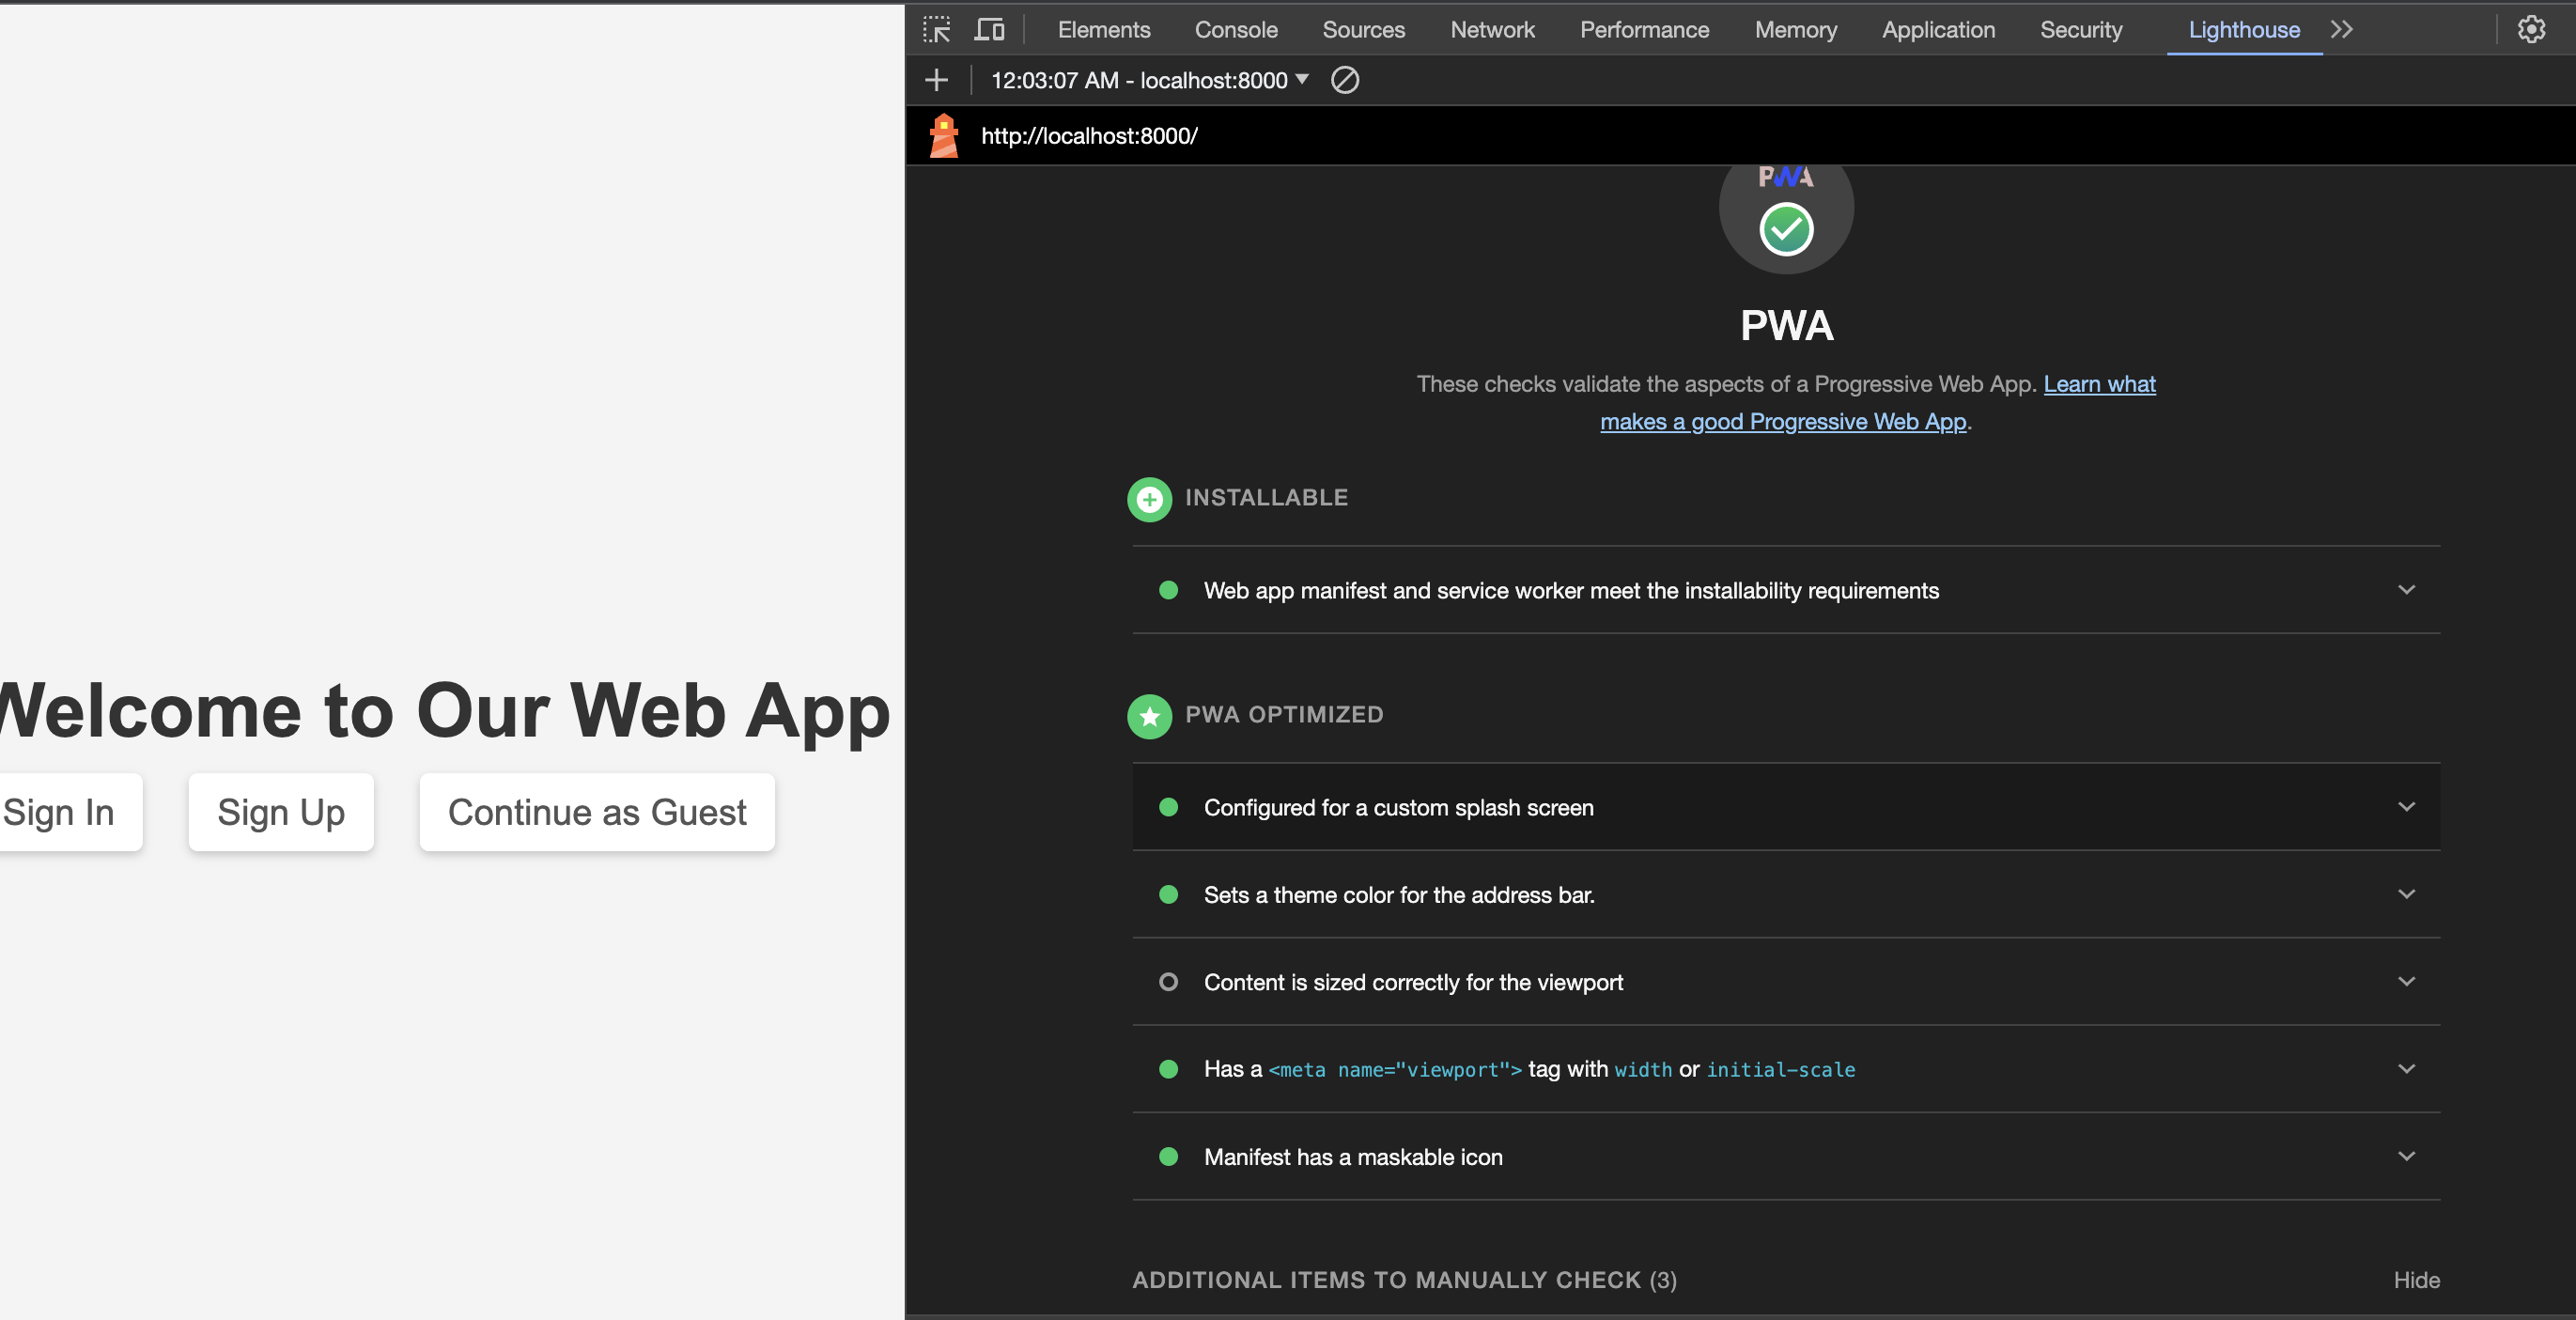 Elements Console Sources Network Performance Memory Application Security Lighthouse
12:03:07 AM - localhost:8000
http://localhost:8000/
PWA
PWA
These checks validate the aspects of a Progressive Web App. Learn what
makes a good Progressive Web App.
INSTALLABLE
Web app manifest and service worker meet the installability requirements
PWA OPTIMIZED
Configured for a custom splash screen
Sets a theme color for the address bar.
Content is sized correctly for the viewport
Has a <meta name="viewport"> tag with width or initial-scale
Manifest has a maskable icon
ADDITIONAL ITEMS TO MANUALLY CHECK (3) Hide
Welcome to Our Web App
Sign In Sign Up Continue as Guest